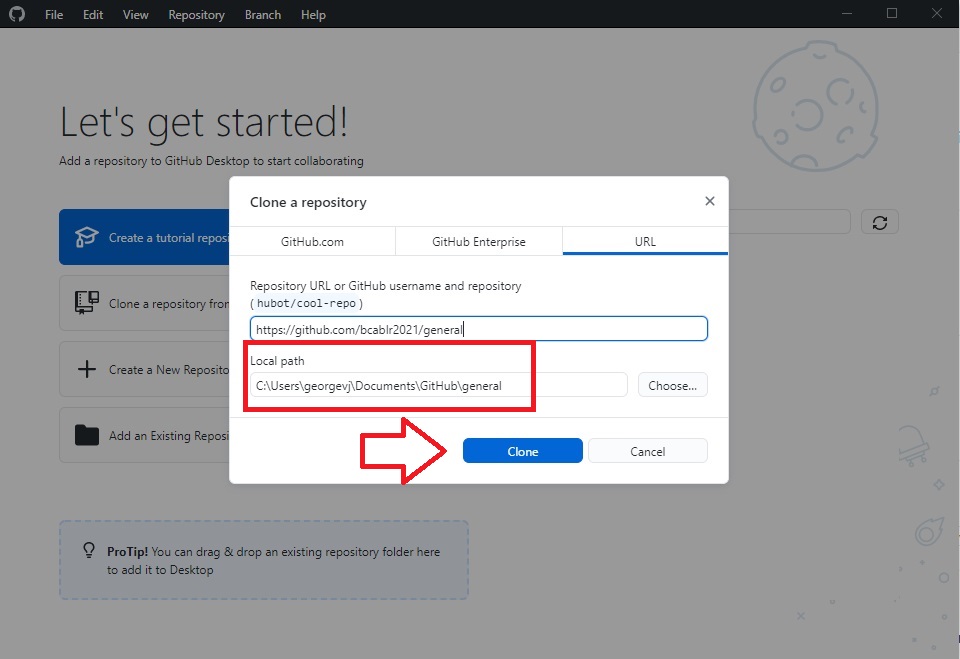 File Edit View Repository Branch Help
Let's get started!
Add a repository to GitHub Desktop to start collaborating
Create a tutorial reposi
Clone a repository fron
Create a New Reposito
Add an Existing Reposi
Clone a repository
GitHub.com GitHub Enterprise URL
Repository URL or GitHub username and repository
( hubot/cool-repo )
https://github.com/bcablr2021/general
Local path
C:\Users\georgevj\Documents\GitHub\general Choose...
Clone Cancel
ProTip! You can drag & drop an existing repository folder here
to add it to Desktop